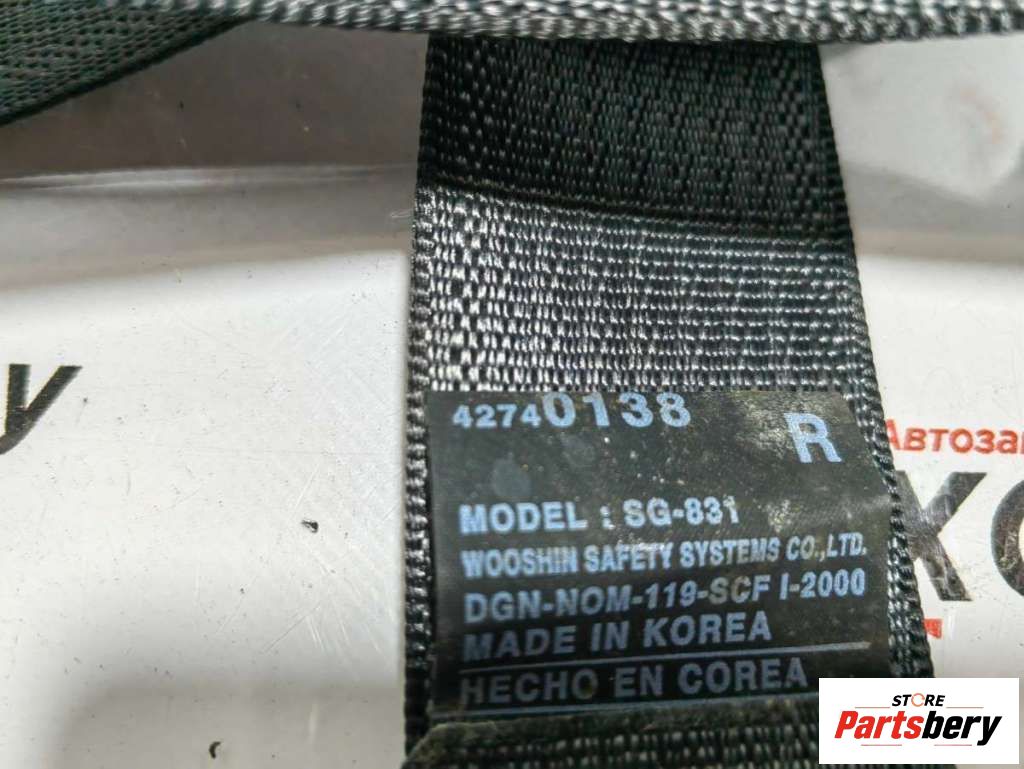 42740138
R
MODEL : SG-831
WOOSHIN SAFETY SYSTEMS CO.,LTD.
DGN-NOM-119-SCF I-2000
MADE IN KOREA
HECHO EN COREA
STORE
Partsbery